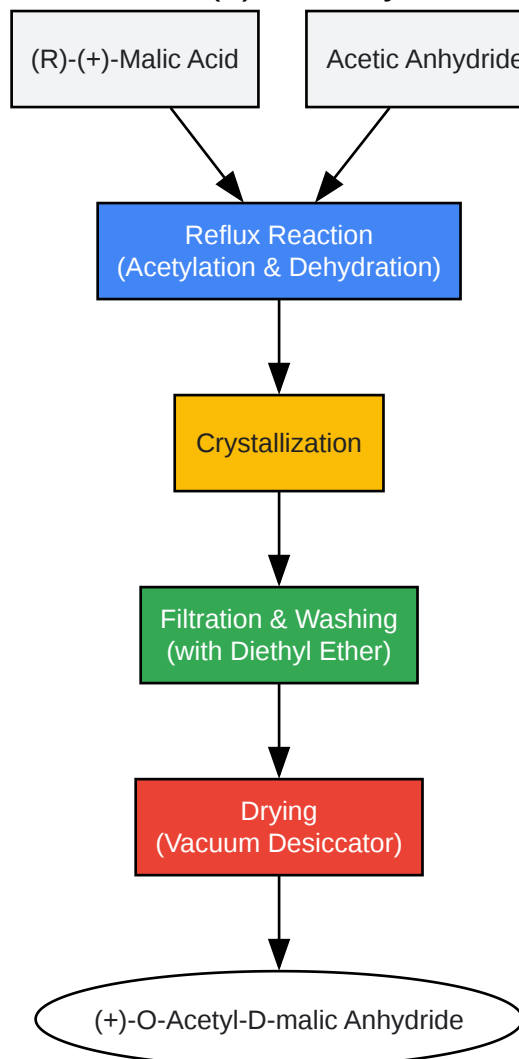 (R)-(+)-Malic Acid
Acetic Anhydride
Reflux Reaction
(Acetylation & Dehydration)
Crystallization
Filtration & Washing
(with Diethyl Ether)
Drying
(Vacuum Desiccator)
(+)-O-Acetyl-D-malic Anhydride